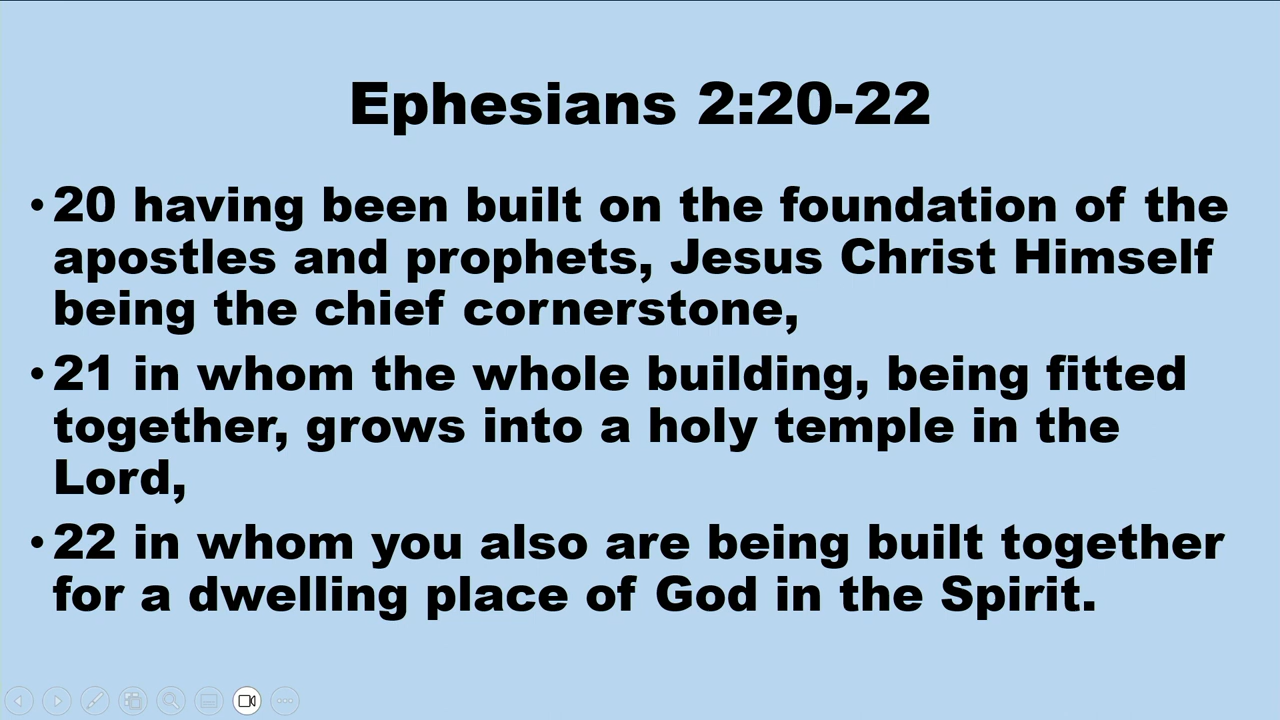 Ephesians 2:20-22
• 20 having been built on the foundation of the
apostles and prophets, Jesus Christ Himself
being the chief cornerstone,
• 21 in whom the whole building, being fitted
together, grows into a holy temple in the
Lord,
• 22 in whom you also are being built together
for a dwelling place of God in the Spirit.